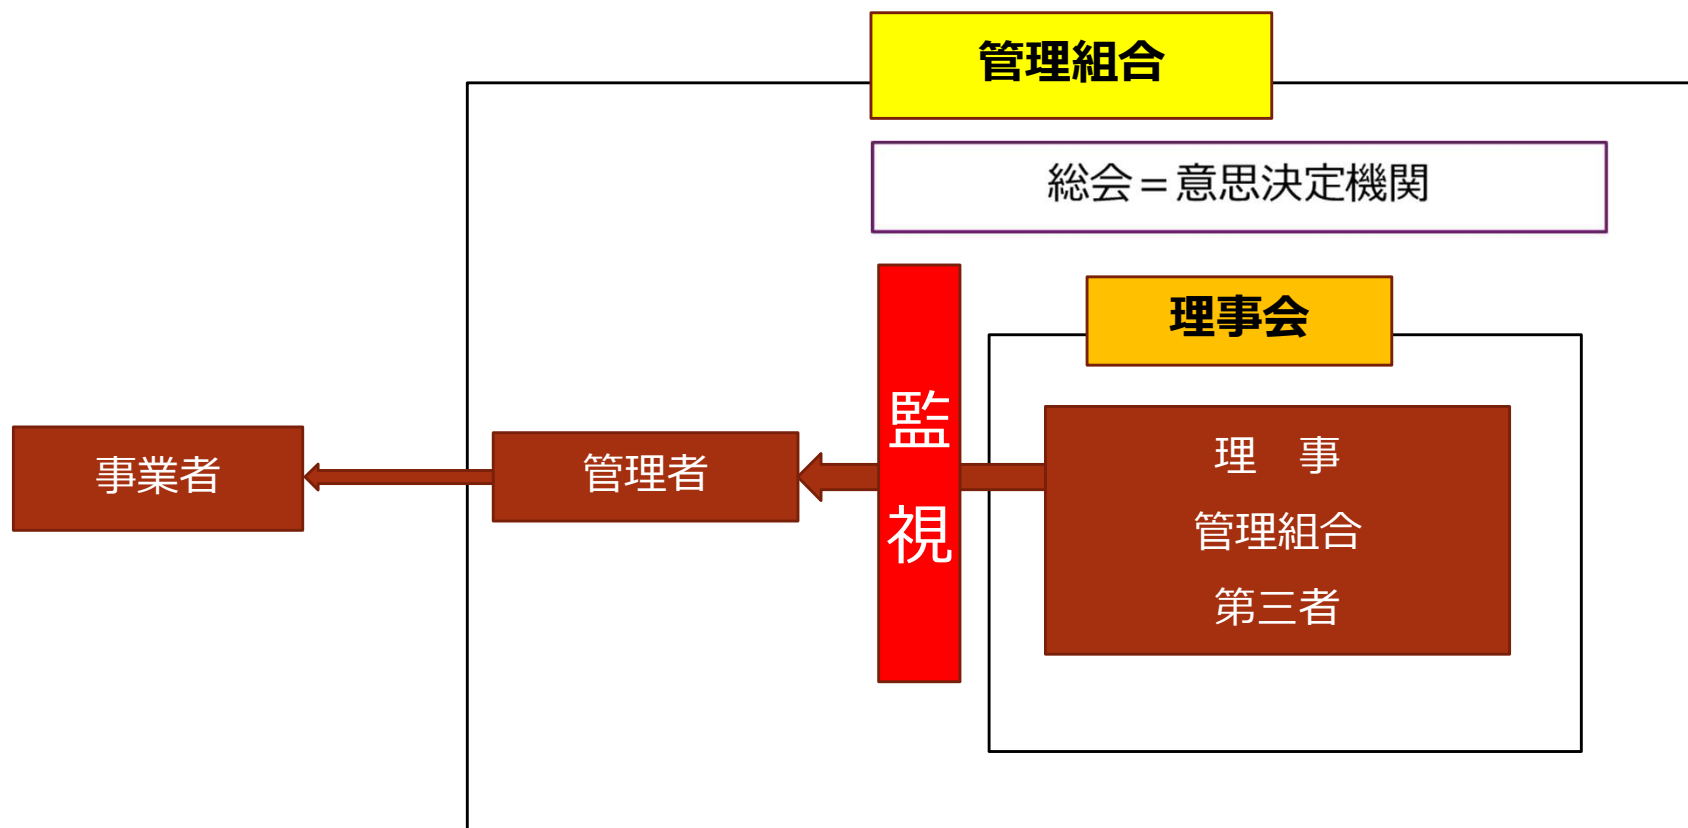 管理組合
総会＝意思決定機関
理事会
監
視
事業者
管理者
理　事
管理組合
第三者